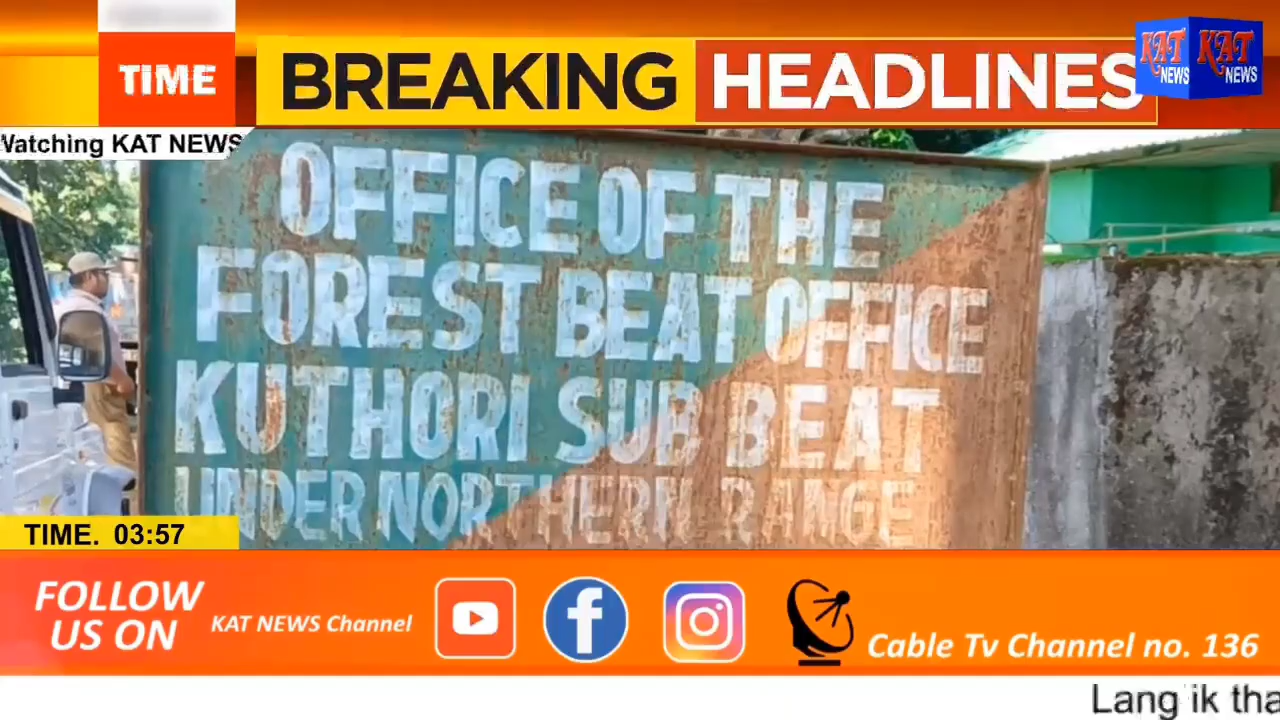 TIME
BREAKING HEADLINES
KAT NEWS
KAT NEWS
Watching KAT NEWS
OFFICE OF THE
FOREST BEAT OFFICE
KUTHORI SUB BEAT
UNDER NORTHERN RANGE
TIME. 03:57
FOLLOW
US ON
KAT NEWS Channel
Cable Tv Channel no. 136
Lang ik tha